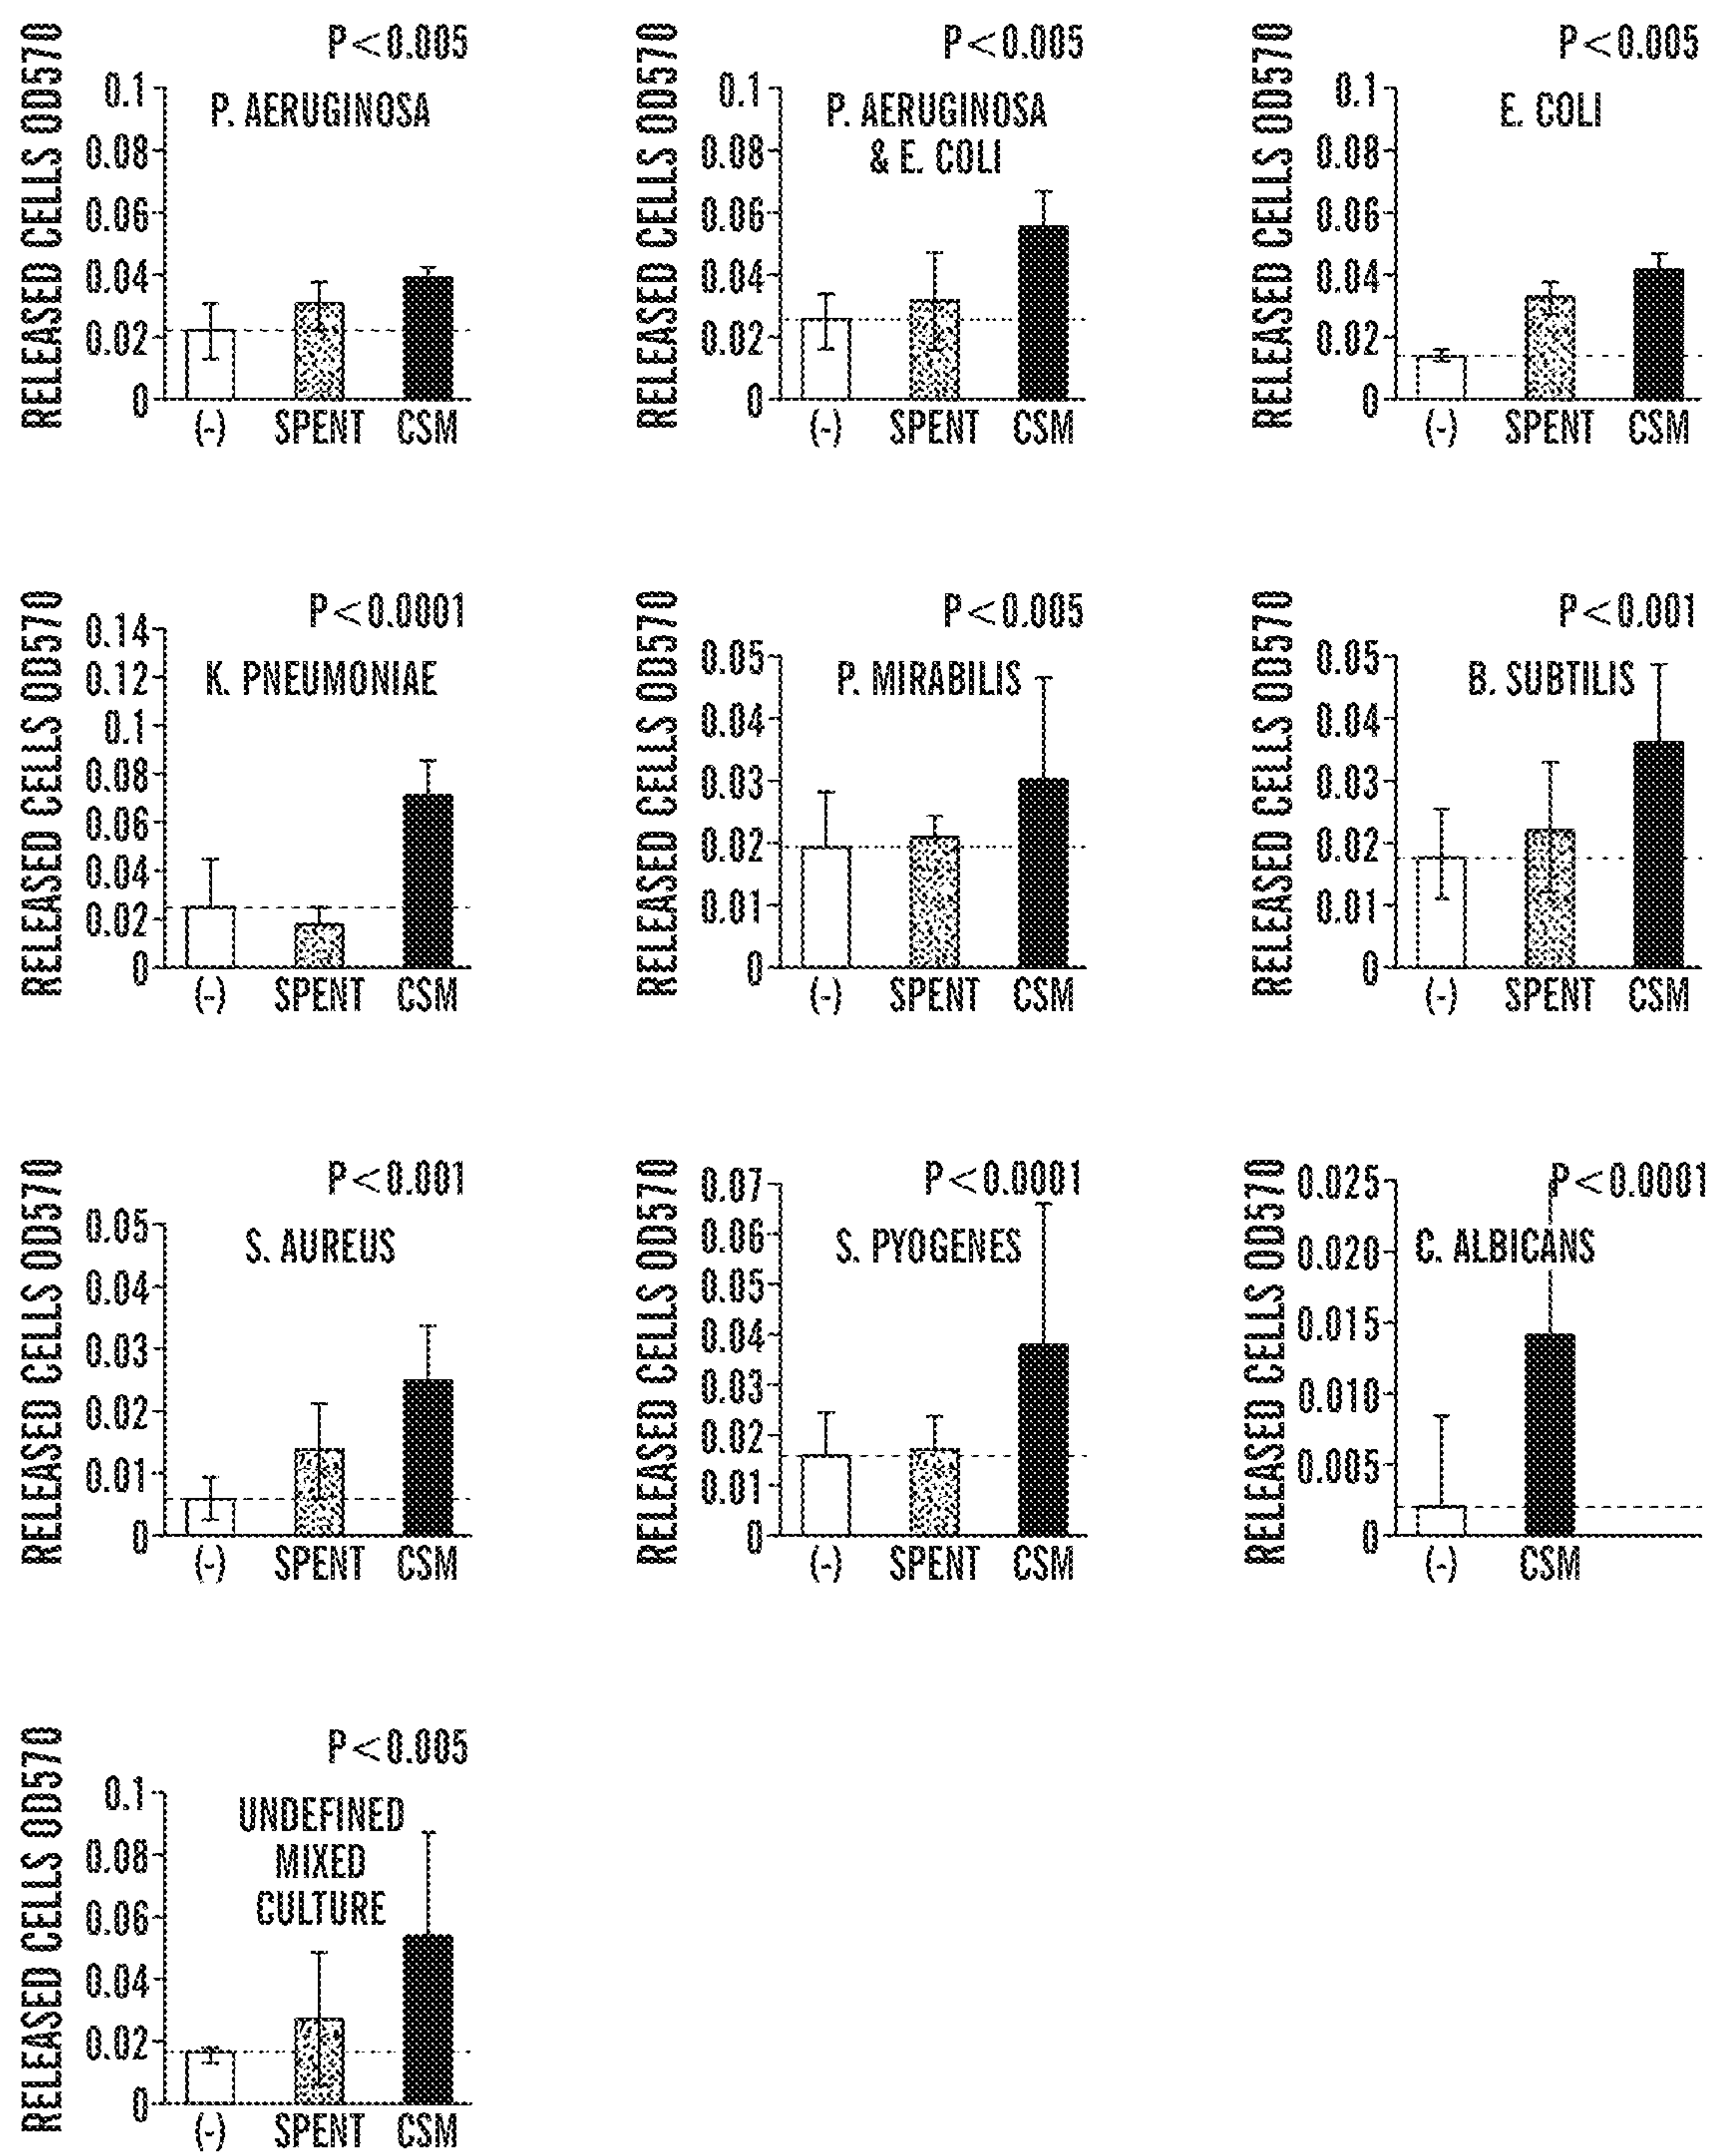 P<0.005
RELEASED CELLS OD570
P. AERUGINOSA
0.1
0.08
0.06
0.04
0.02
0
(-) SPENT CSM
P<0.005
RELEASED CELLS OD570
P. AERUGINOSA
& E. COLI
0.1
0.08
0.06
0.04
0.02
0
(-) SPENT CSM
P<0.005
RELEASED CELLS OD570
E. COLI
0.1
0.08
0.06
0.04
0.02
0
(-) SPENT CSM
P<0.0001
RELEASED CELLS OD570
K. PNEUMONIAE
0.14
0.12
0.1
0.08
0.06
0.04
0.02
0
(-) SPENT CSM
P<0.005
RELEASED CELLS OD570
P. MIRABILIS
0.05
0.04
0.03
0.02
0.01
0
(-) SPENT CSM
P<0.001
RELEASED CELLS OD570
B. SUBTILIS
0.05
0.04
0.03
0.02
0.01
0
(-) SPENT CSM
P<0.001
RELEASED CELLS OD570
S. AUREUS
0.05
0.04
0.03
0.02
0.01
0
(-) SPENT CSM
P<0.0001
RELEASED CELLS OD570
S. PYOGENES
0.07
0.06
0.05
0.04
0.03
0.02
0.01
0
(-) SPENT CSM
P<0.0001
RELEASED CELLS OD570
C. ALBICANS
0.025
0.020
0.015
0.010
0.005
0
(-) CSM
P<0.005
RELEASED CELLS OD570
UNDEFINED
MIXED
CULTURE
0.1
0.08
0.06
0.04
0.02
0
(-) SPENT CSM